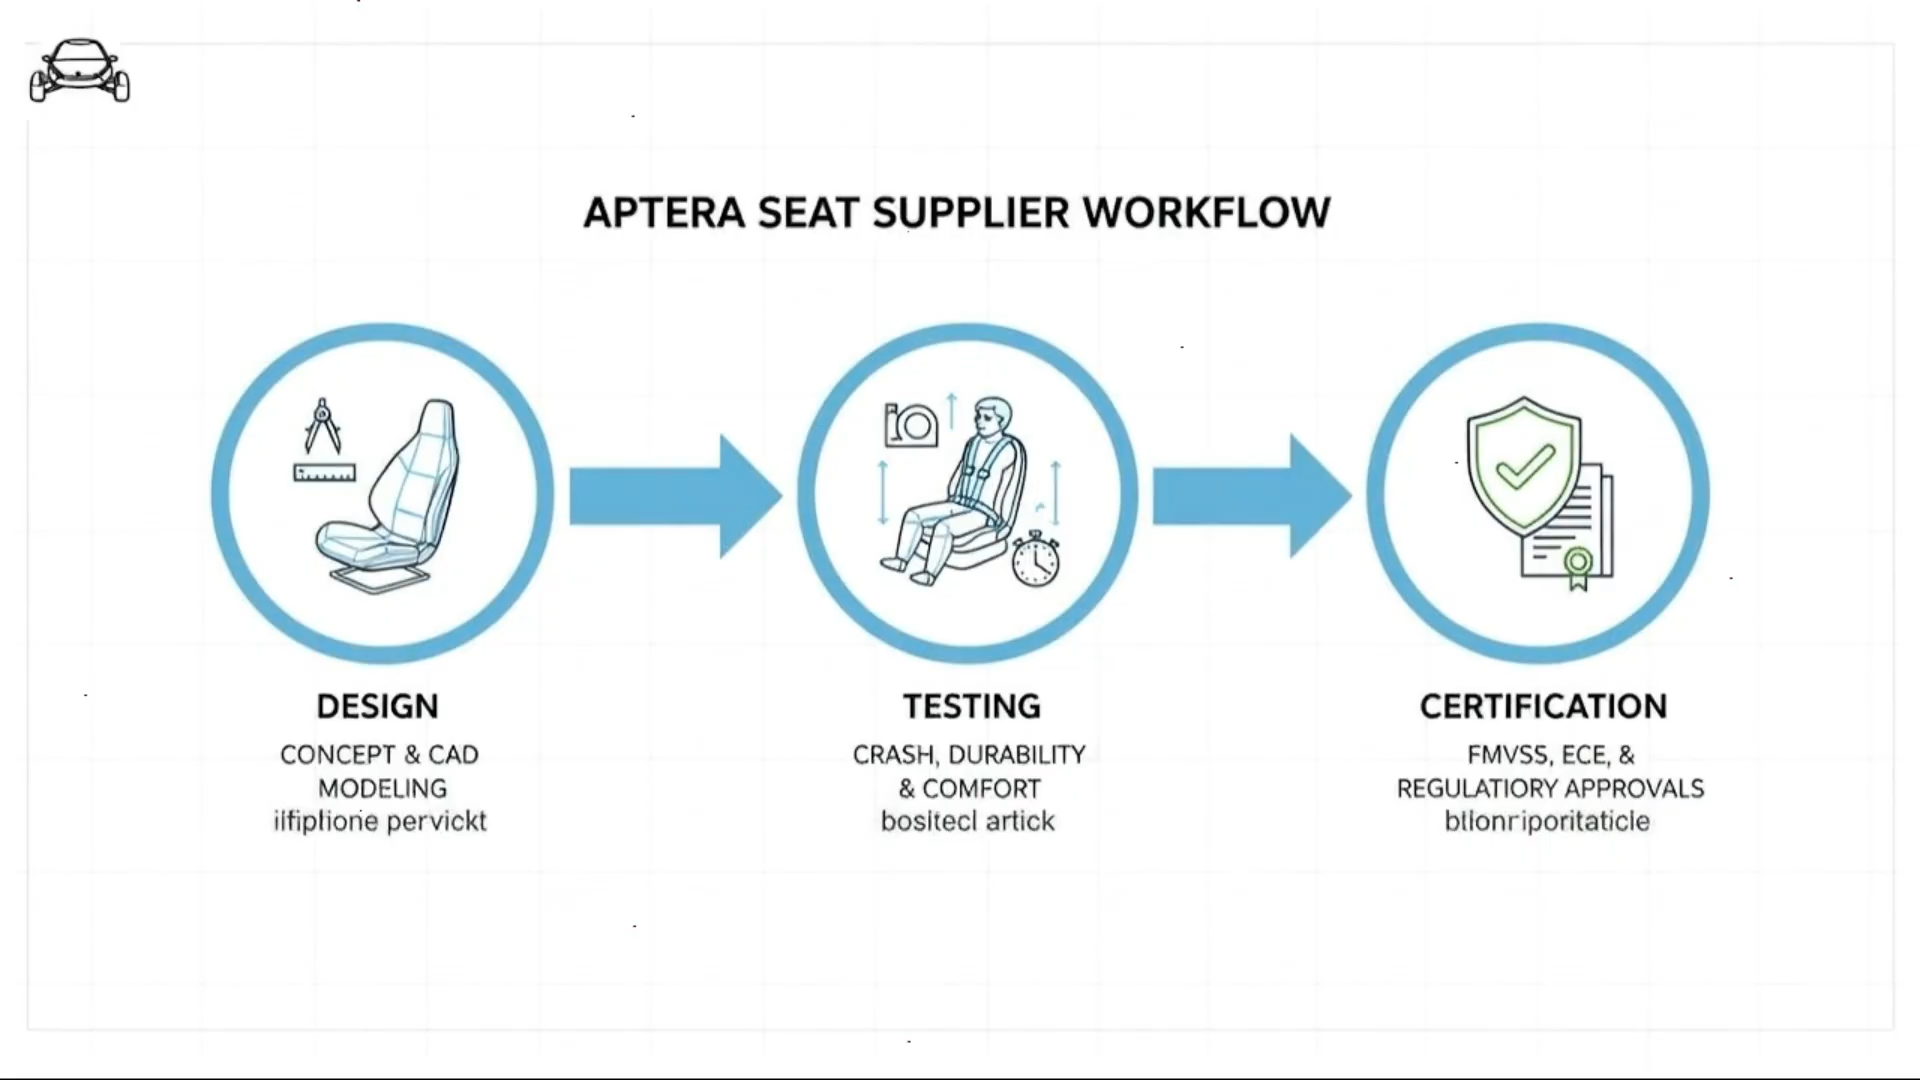 APTERA SEAT SUPPLIER WORKFLOW
DESIGN
CONCEPT & CAD
MODELING
ilfiplione pervickt
TESTING
CRASH, DURABILITY
& COMFORT
bositecl artick
CERTIFICATION
FMVSS, ECE, &
REGULATIORY APPROVALS
btlonriporitaticle